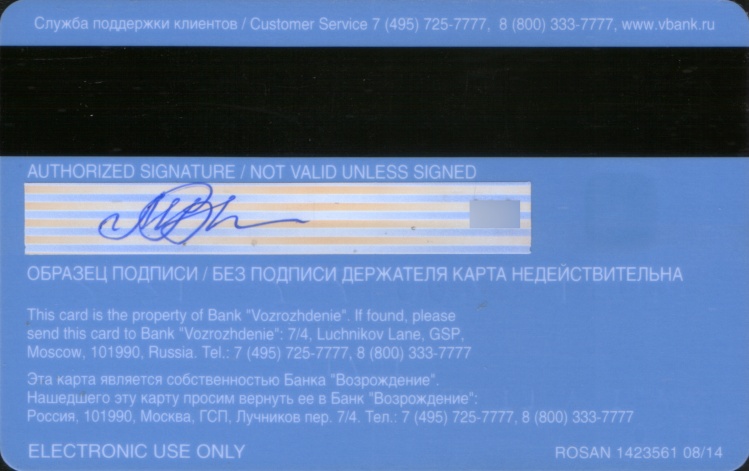 Служба поддержки клиентов / Customer Service 7 (495) 725-7777, 8 (800) 333-7777, www.vbank.ru
AUTHORIZED SIGNATURE / NOT VALID UNLESS SIGNED
ОБРАЗЕЦ ПОДПИСИ / БЕЗ ПОДПИСИ ДЕРЖАТЕЛЯ КАРТА НЕДЕЙСТВИТЕЛЬНА
This card is the property of Bank "Vozrozhdenie". If found, please
send this card to Bank "Vozrozhdenie": 7/4, Luchnikov Lane, GSP,
Moscow, 101990, Russia. Tel.: 7 (495) 725-7777, 8 (800) 333-7777
Эта карта является собственностью Банка "Возрождение".
Нашедшего эту карту просим вернуть ее в Банк "Возрождение":
Россия, 101990, Москва, ГСП, Лучников пер. 7/4. Тел.: 7 (495) 725-7777, 8 (800) 333-7777
ELECTRONIC USE ONLY
ROSAN 1423561 08/14